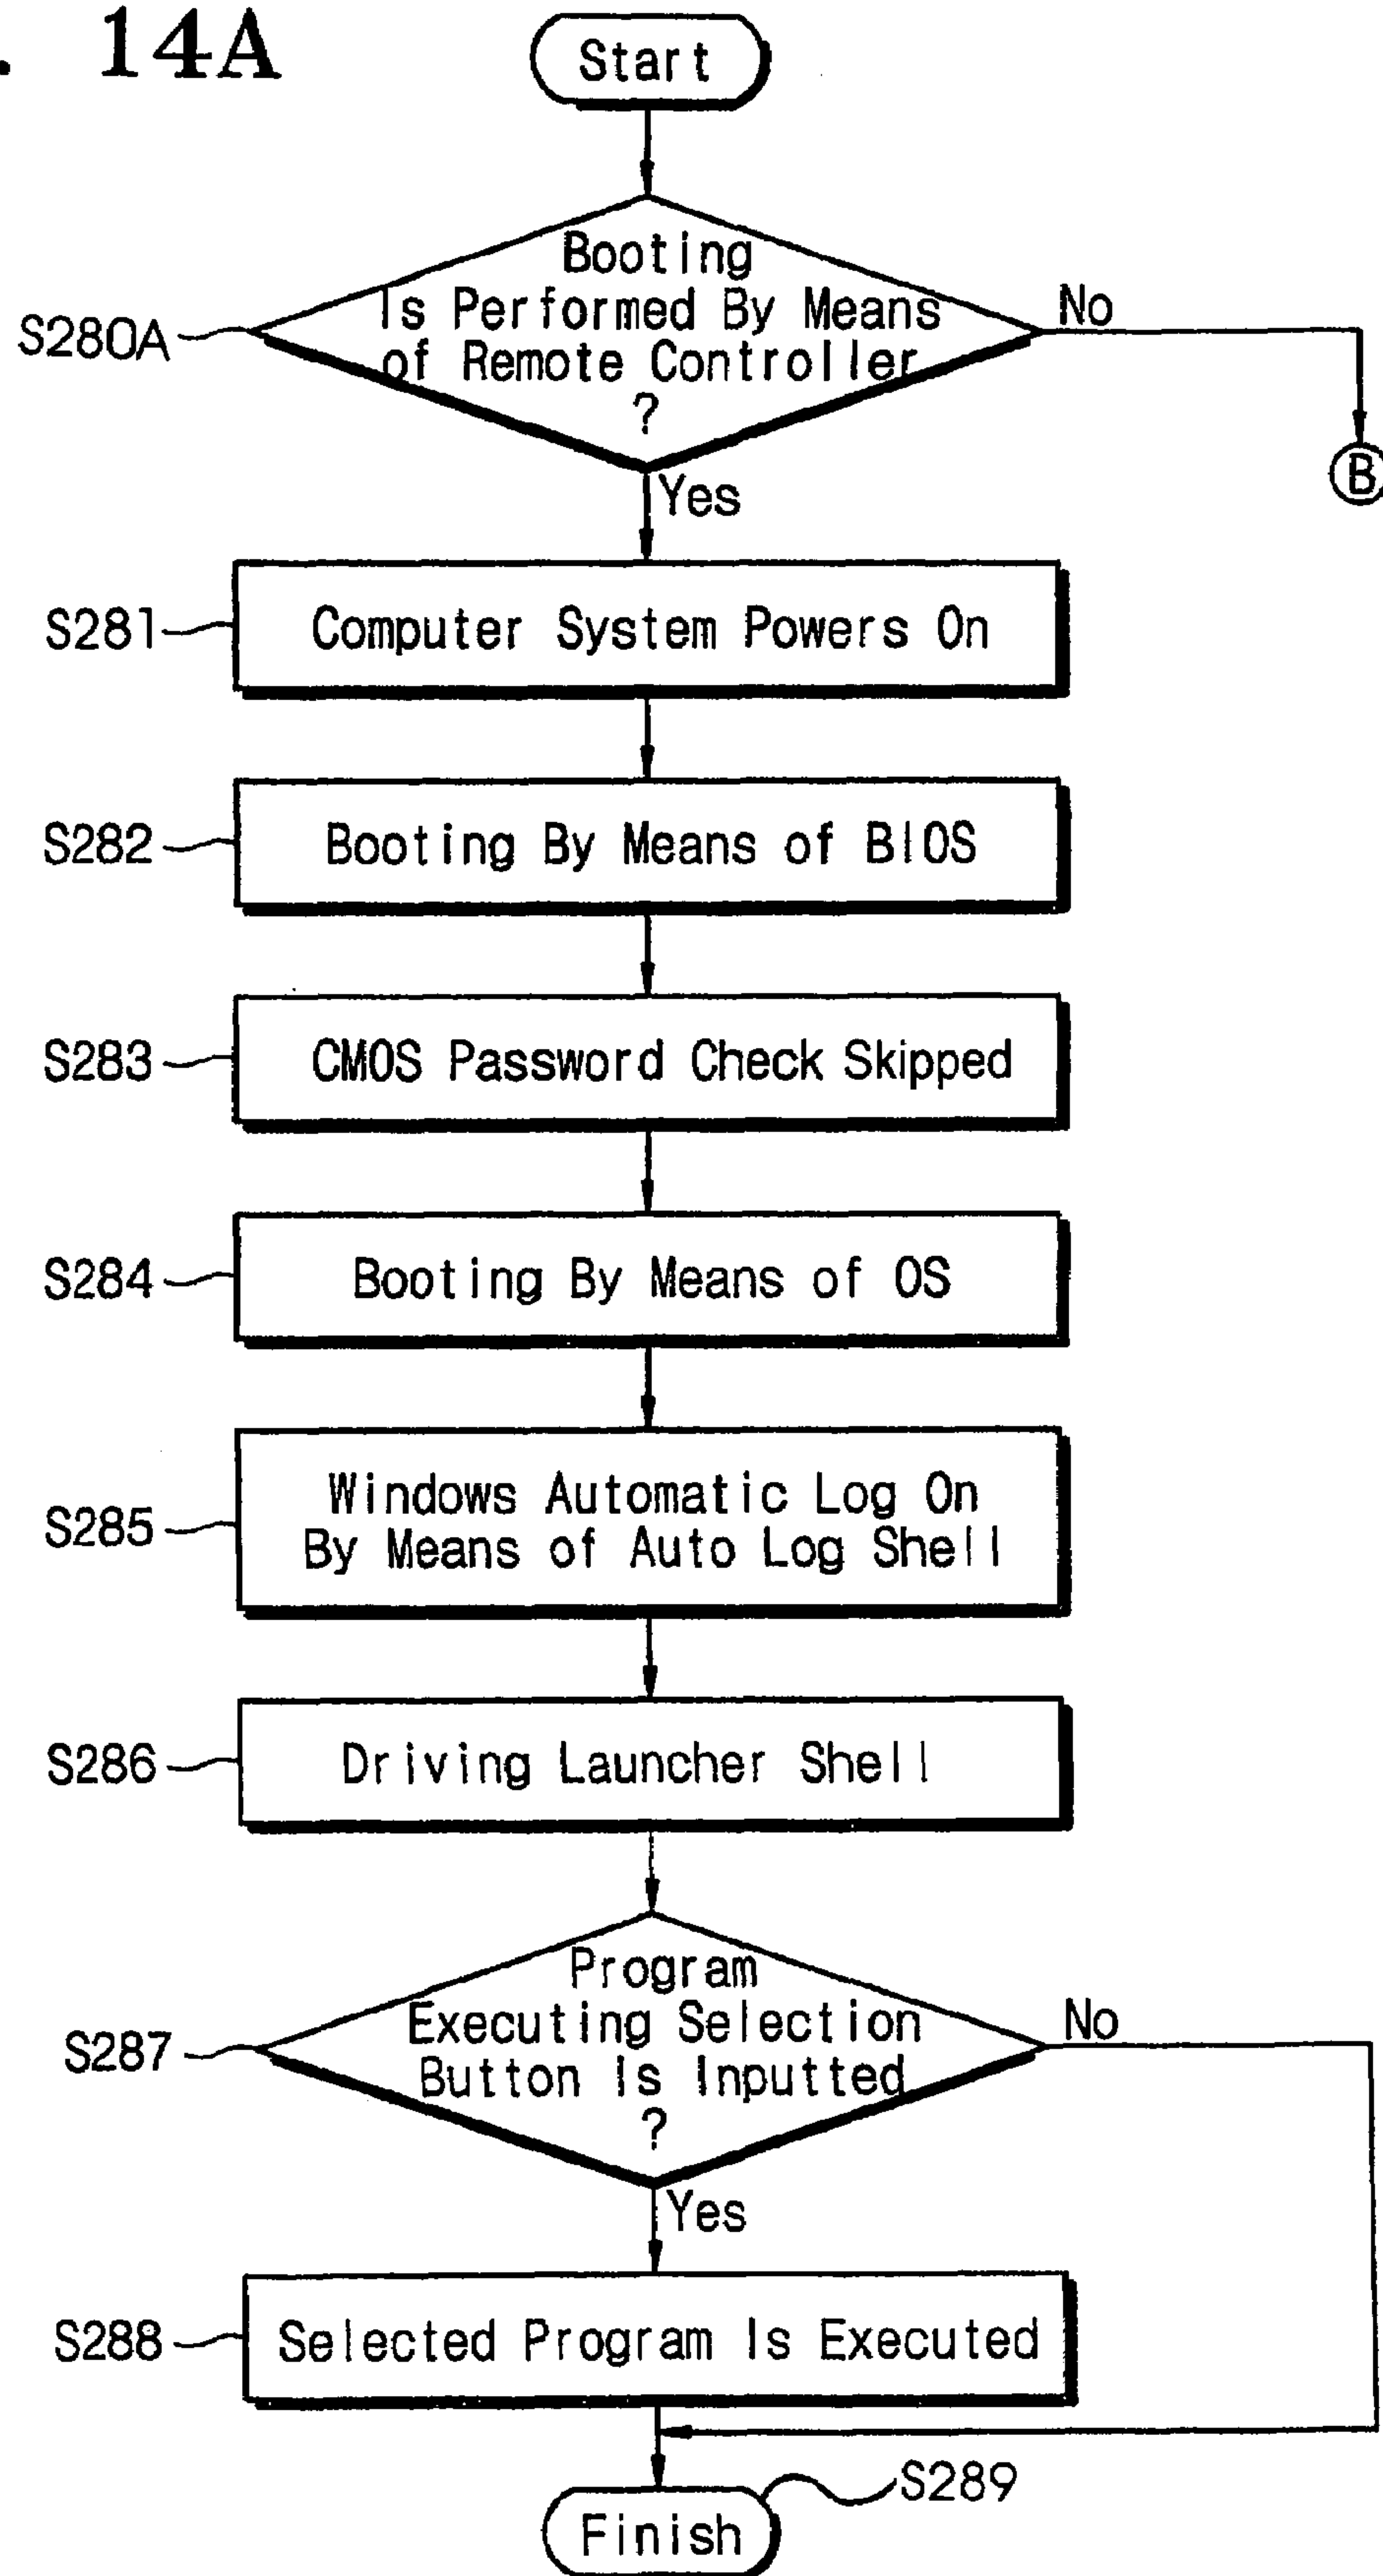 . 14A
Start
Booting
Is Performed By Means
of Remote Controller
?
S280A
No
B
Yes
S281
Computer System Powers On
S282
Booting By Means of BIOS
S283
CMOS Password Check Skipped
S284
Booting By Means of OS
S285
Windows Automatic Log On
By Means of Auto Log Shell
S286
Driving Launcher Shell
Program
Executing Selection
Button Is Inputted
?
S287
No
Yes
S288
Selected Program Is Executed
S289
Finish